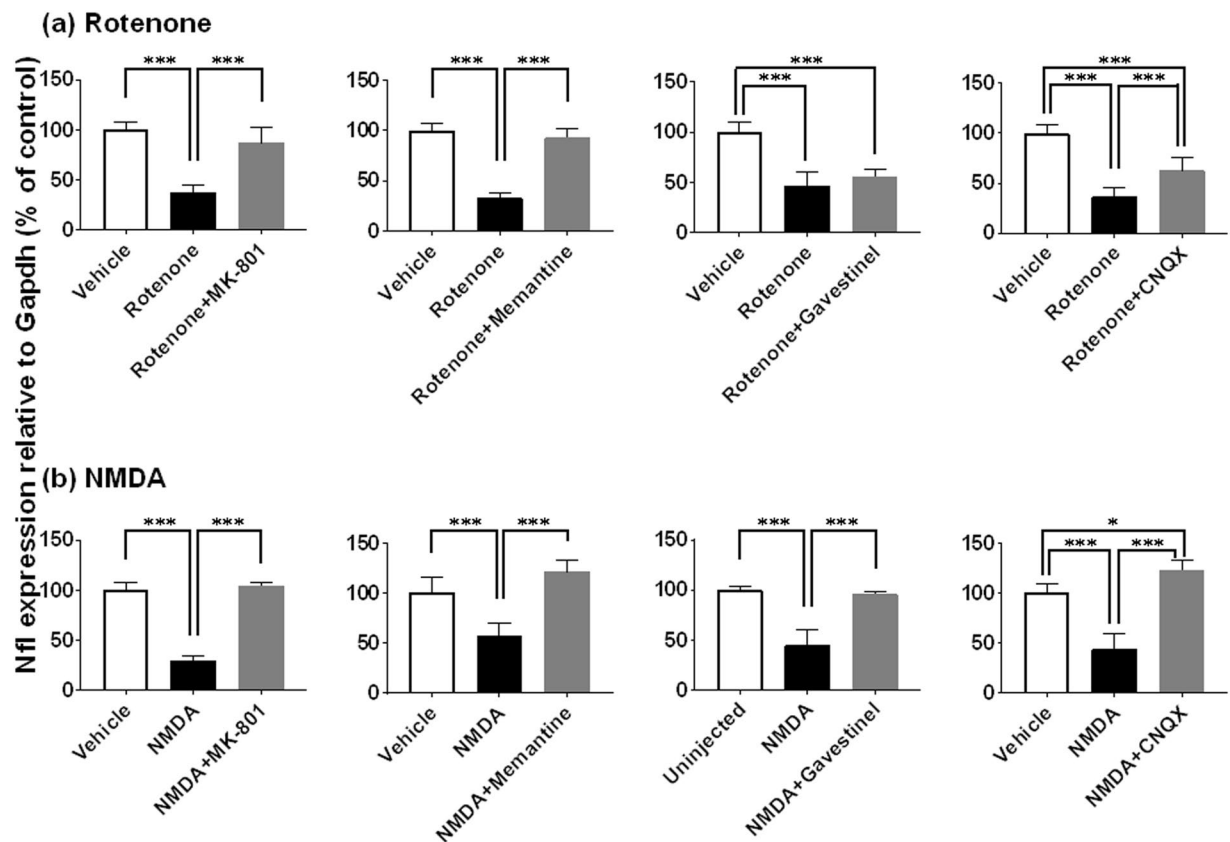 (a) Rotenone
Nfl expression relative to Gapdh (% of control)
*** ***
150
100
50
0
Vehicle
Rotenone
Rotenone+MK-801
*** ***
150
100
50
0
Vehicle
Rotenone
Rotenone+Memantine
***
***
150
100
50
0
Vehicle
Rotenone
Rotenone+Gavestinel
***
*** ***
150
100
50
0
Vehicle
Rotenone
Rotenone+CNQX
(b) NMDA
*** ***
150
100
50
0
Vehicle
NMDA
NMDA+MK-801
*** ***
150
100
50
0
Vehicle
NMDA
NMDA+Memantine
*** ***
150
100
50
0
Uninjected
NMDA
NMDA+Gavestinel
*
*** ***
150
100
50
0
Vehicle
NMDA
NMDA+CNQX